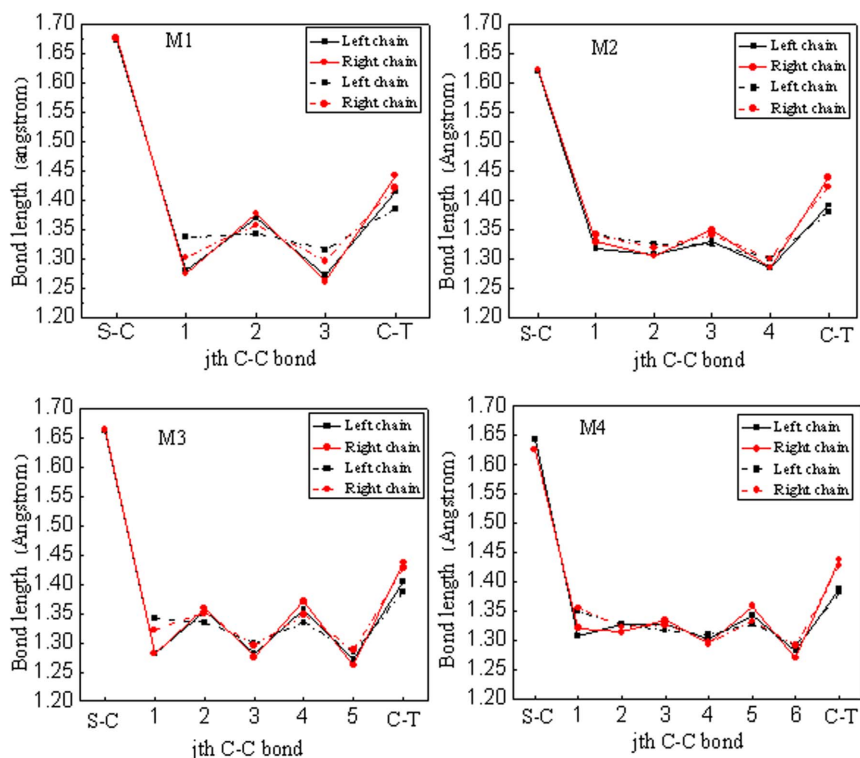 M1
Left chain
Right chain
Left chain
Right chain
Bond length (angstrom)
1.70
1.65
1.60
1.55
1.50
1.45
1.40
1.35
1.30
1.25
1.20
S-C 1 2 3 C-T
jth C-C bond
M2
Left chain
Right chain
Left chain
Right chain
Bond length (Angstrom)
1.70
1.65
1.60
1.55
1.50
1.45
1.40
1.35
1.30
1.25
1.20
S-C 1 2 3 4 C-T
jth C-C bond
M3
Left chain
Right chain
Left chain
Right chain
Bond length (Angstrom)
1.70
1.65
1.60
1.55
1.50
1.45
1.40
1.35
1.30
1.25
1.20
S-C 1 2 3 4 5 C-T
jth C-C bond
M4
Left chain
Right chain
Left chain
Right chain
Bond length (Angstrom)
1.70
1.65
1.60
1.55
1.50
1.45
1.40
1.35
1.30
1.25
1.20
S-C 1 2 3 4 5 6 C-T
jth C-C bond